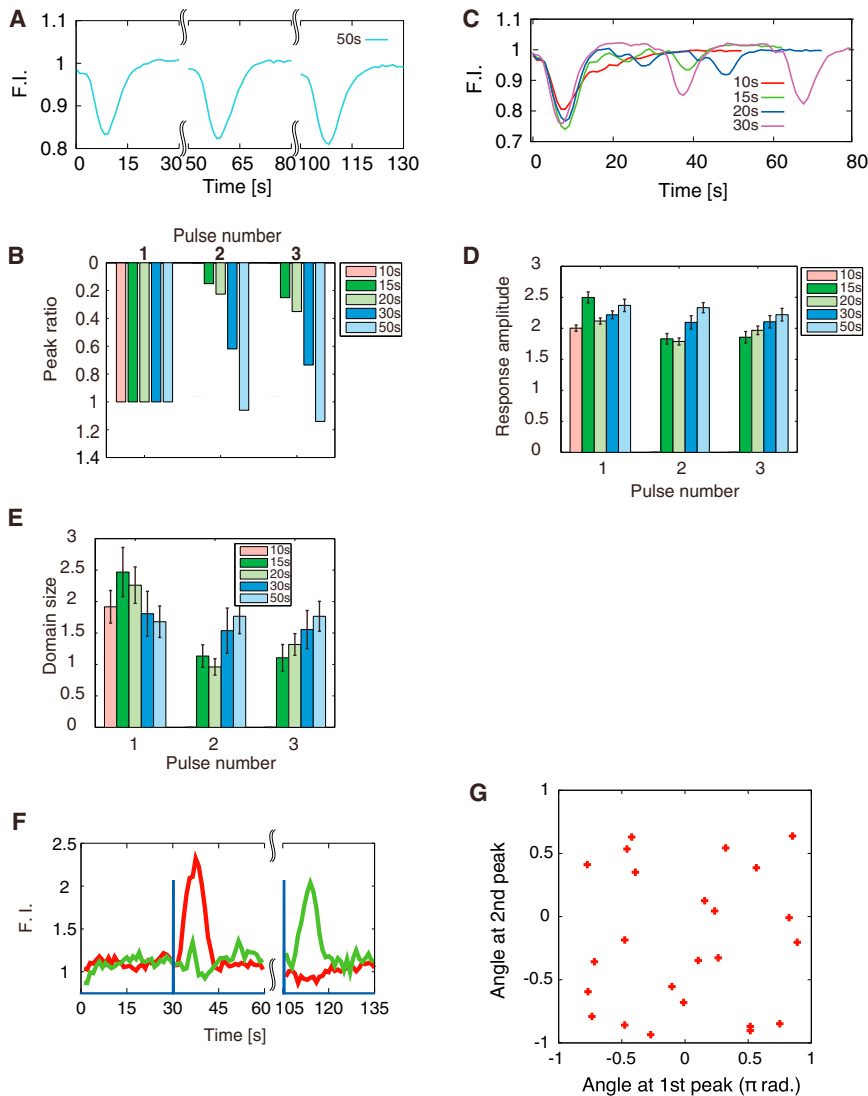 A
50s
F.I.
1.1
1
0.9
0.8
0 15 30 50 65 80 100 115 130
Time [s]
C
F.I.
1.1
1
0.9
0.8
0.7
10s
15s
20s
30s
0 20 40 60 80
Time [s]
B
Pulse number
1 2 3
Peak ratio
0
0.2
0.4
0.6
0.8
1
1.2
1.4
10s
15s
20s
30s
50s
D
Response amplitude
3
2.5
2
1.5
1
0.5
0
1 2 3
Pulse number
10s
15s
20s
30s
50s
E
Domain size
3
2.5
2
1.5
1
0.5
0
10s
15s
20s
30s
50s
1 2 3
Pulse number
F
F. I.
2.5
2
1.5
1
0 15 30 45 60 105 120 135
Time [s]
G
Angle at 2nd peak
1
0.5
0
-0.5
-1
-1 -0.5 0 0.5 1
Angle at 1st peak (π rad.)